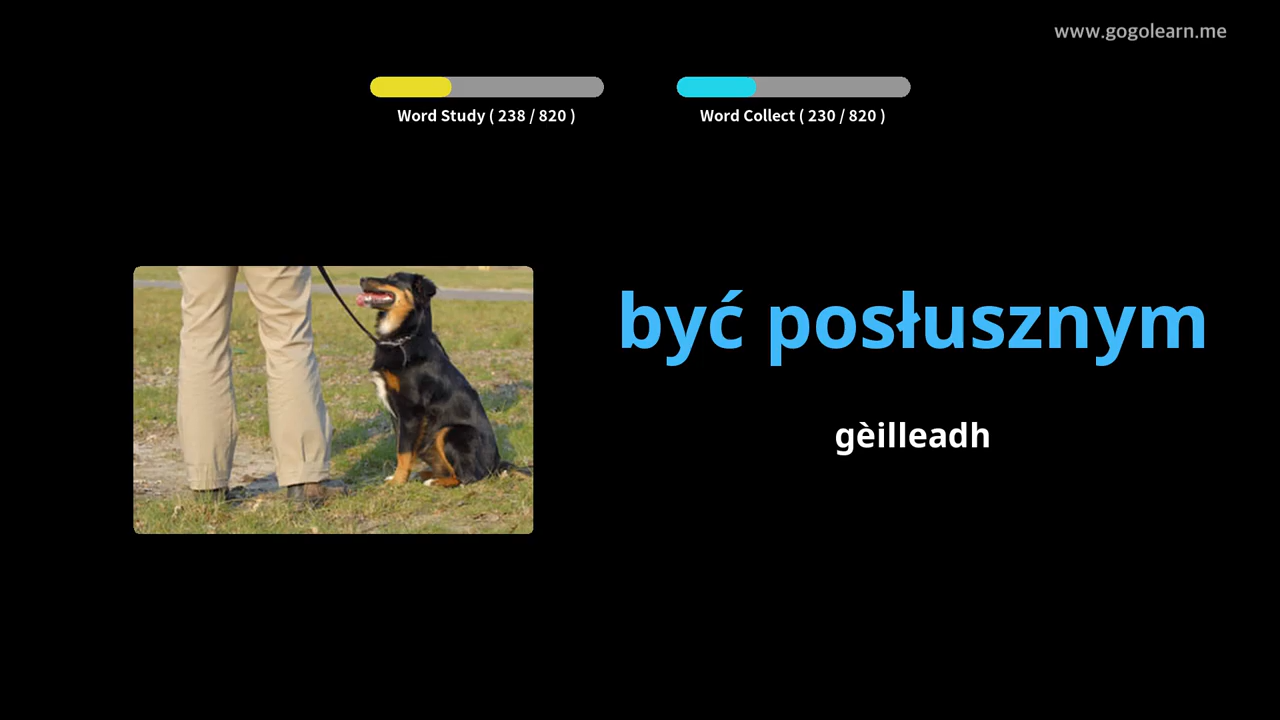 www.gogolearn.me
Word Study ( 238 / 820 )
Word Collect ( 230 / 820 )
być posłusznym
gèilleadh